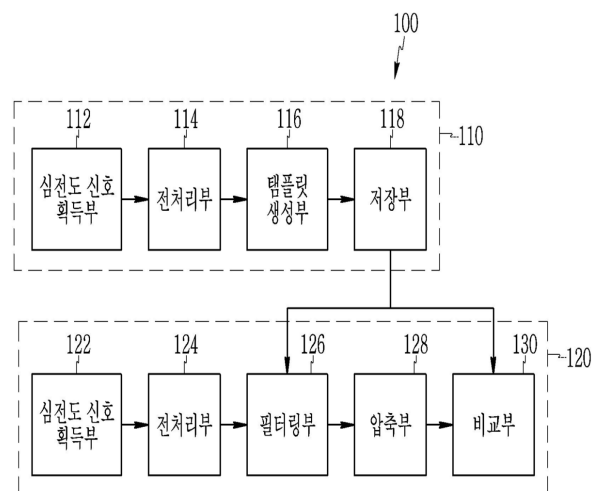 100
112
114
116
118
110
심전도 신호
획득부
전처리부
템플릿
생성부
저장부
122
124
126
128
130
120
심전도 신호
획득부
전처리부
필터링부
압축부
비교부